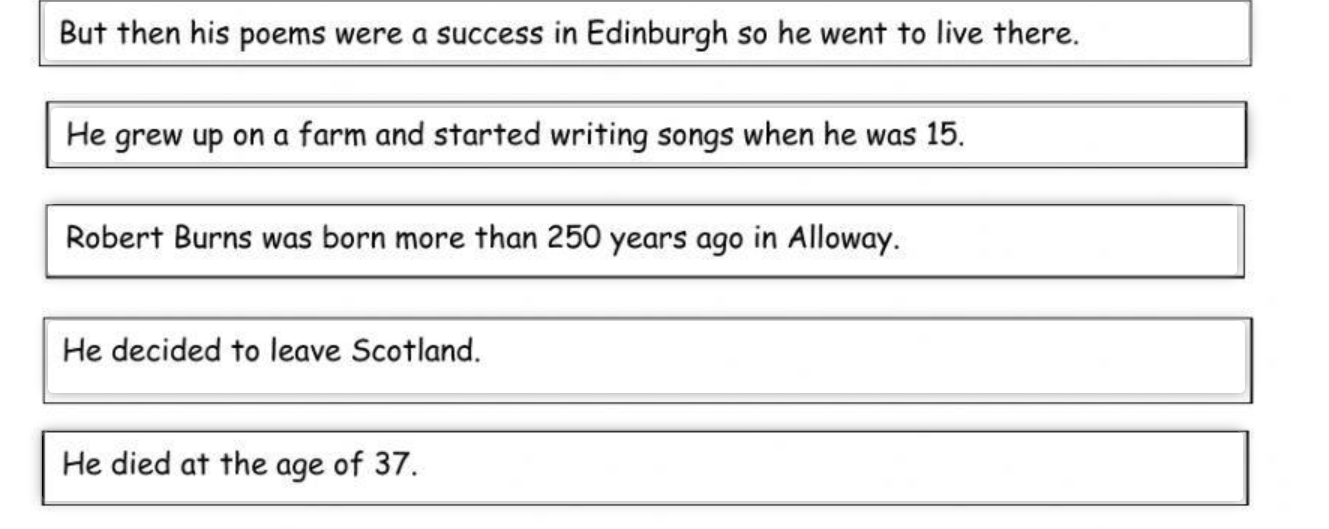 But then his poems were a success in Edinburgh so he went to live there.
He grew up on a farm and started writing songs when he was 15.
Robert Burns was born more than 250 years ago in Alloway.
He decided to leave Scotland.
He died at the age of 37.